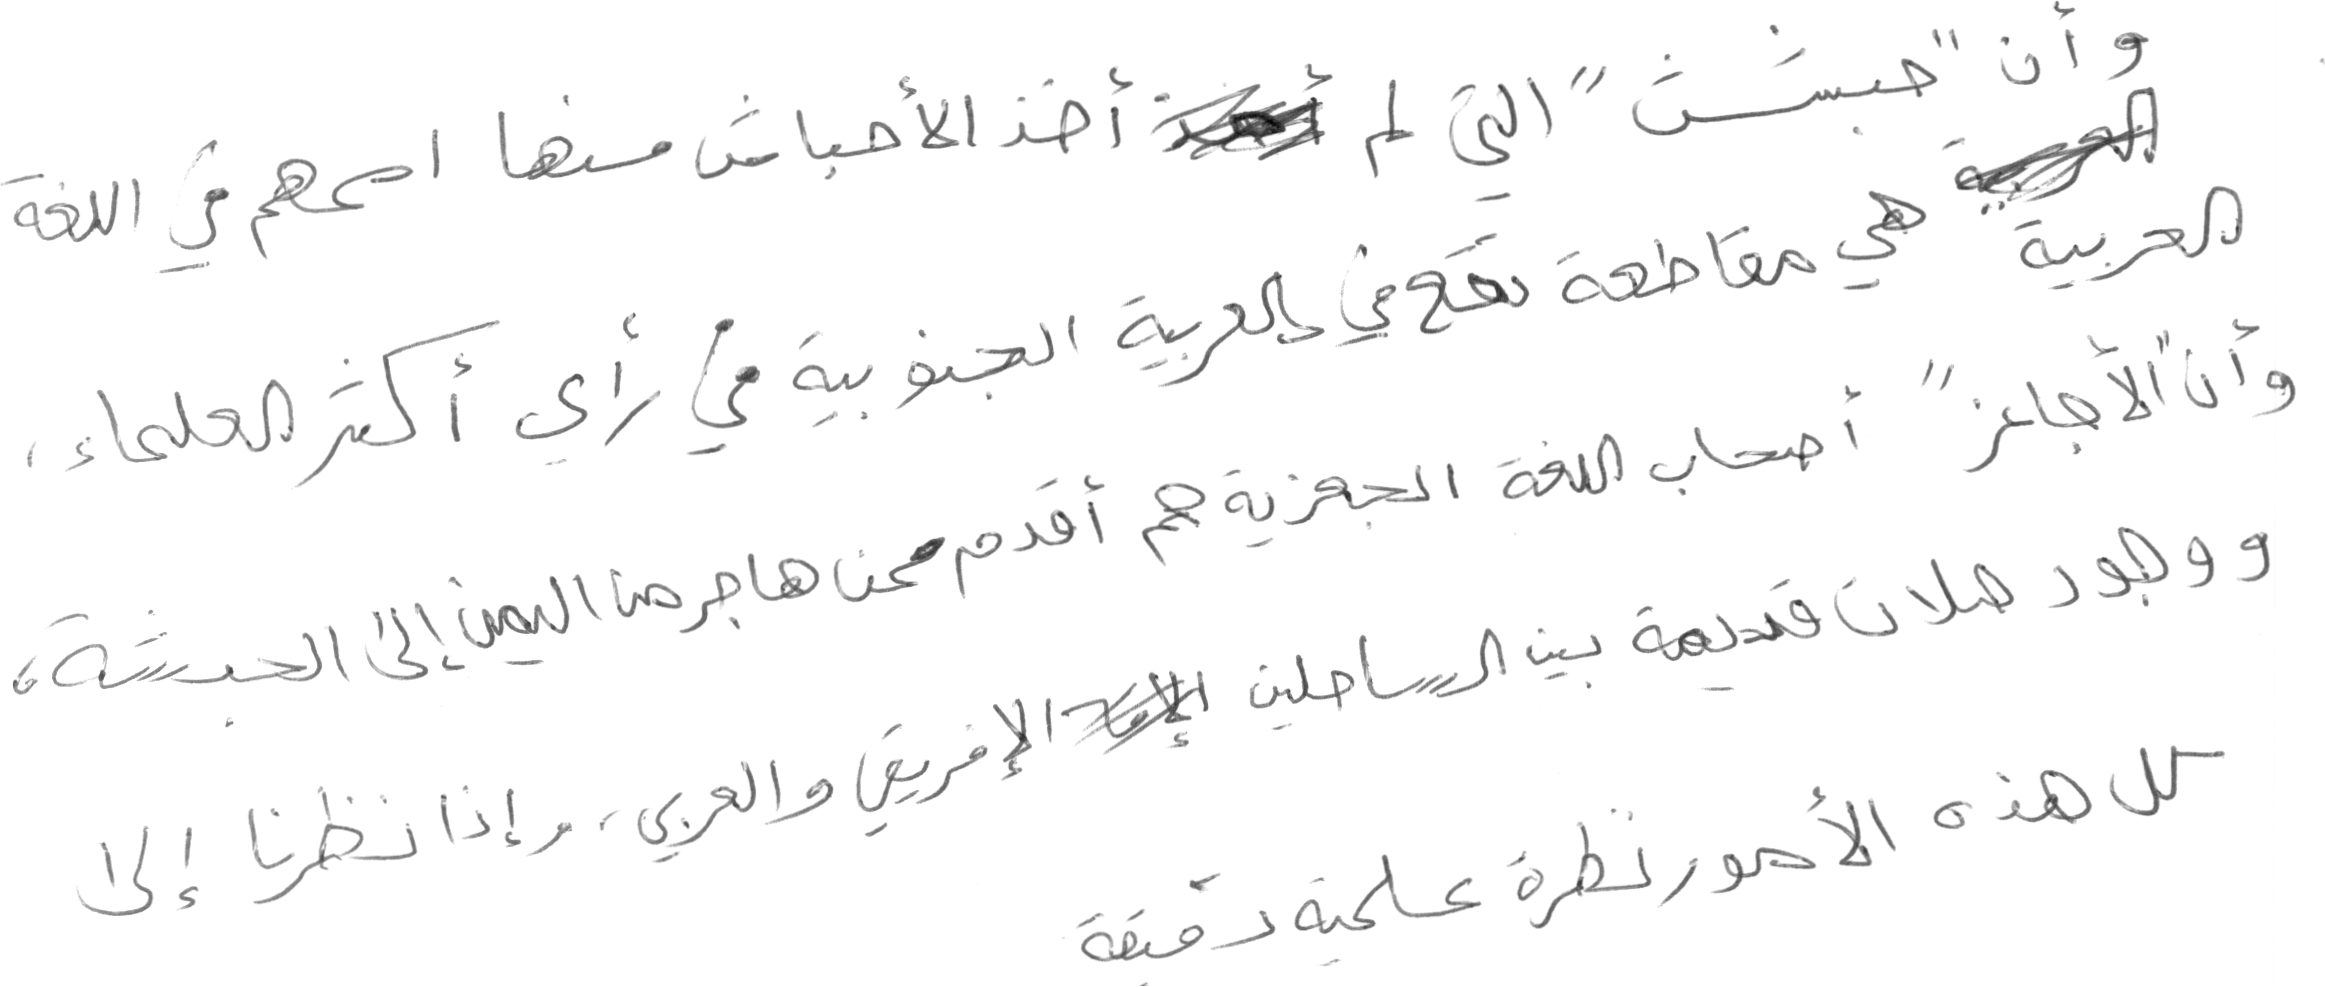 وأن "حبشت" التي لم أخذ الأحباش منها اسمهم في اللغة
العربية هي مقاطعة تقع في العربية الجنوبية في رأي أكثر العلماء،
وأن "الأجاعز" أصحاب اللغة الجعزية هم أقدم من هاجر من اليمن إلى الحبشة،
ووجود صلات قديمة بين الساحلين الإفريقي والعربي، وإذا نظرنا إلى
كل هذه الأمور نظرة علمية دقيقة